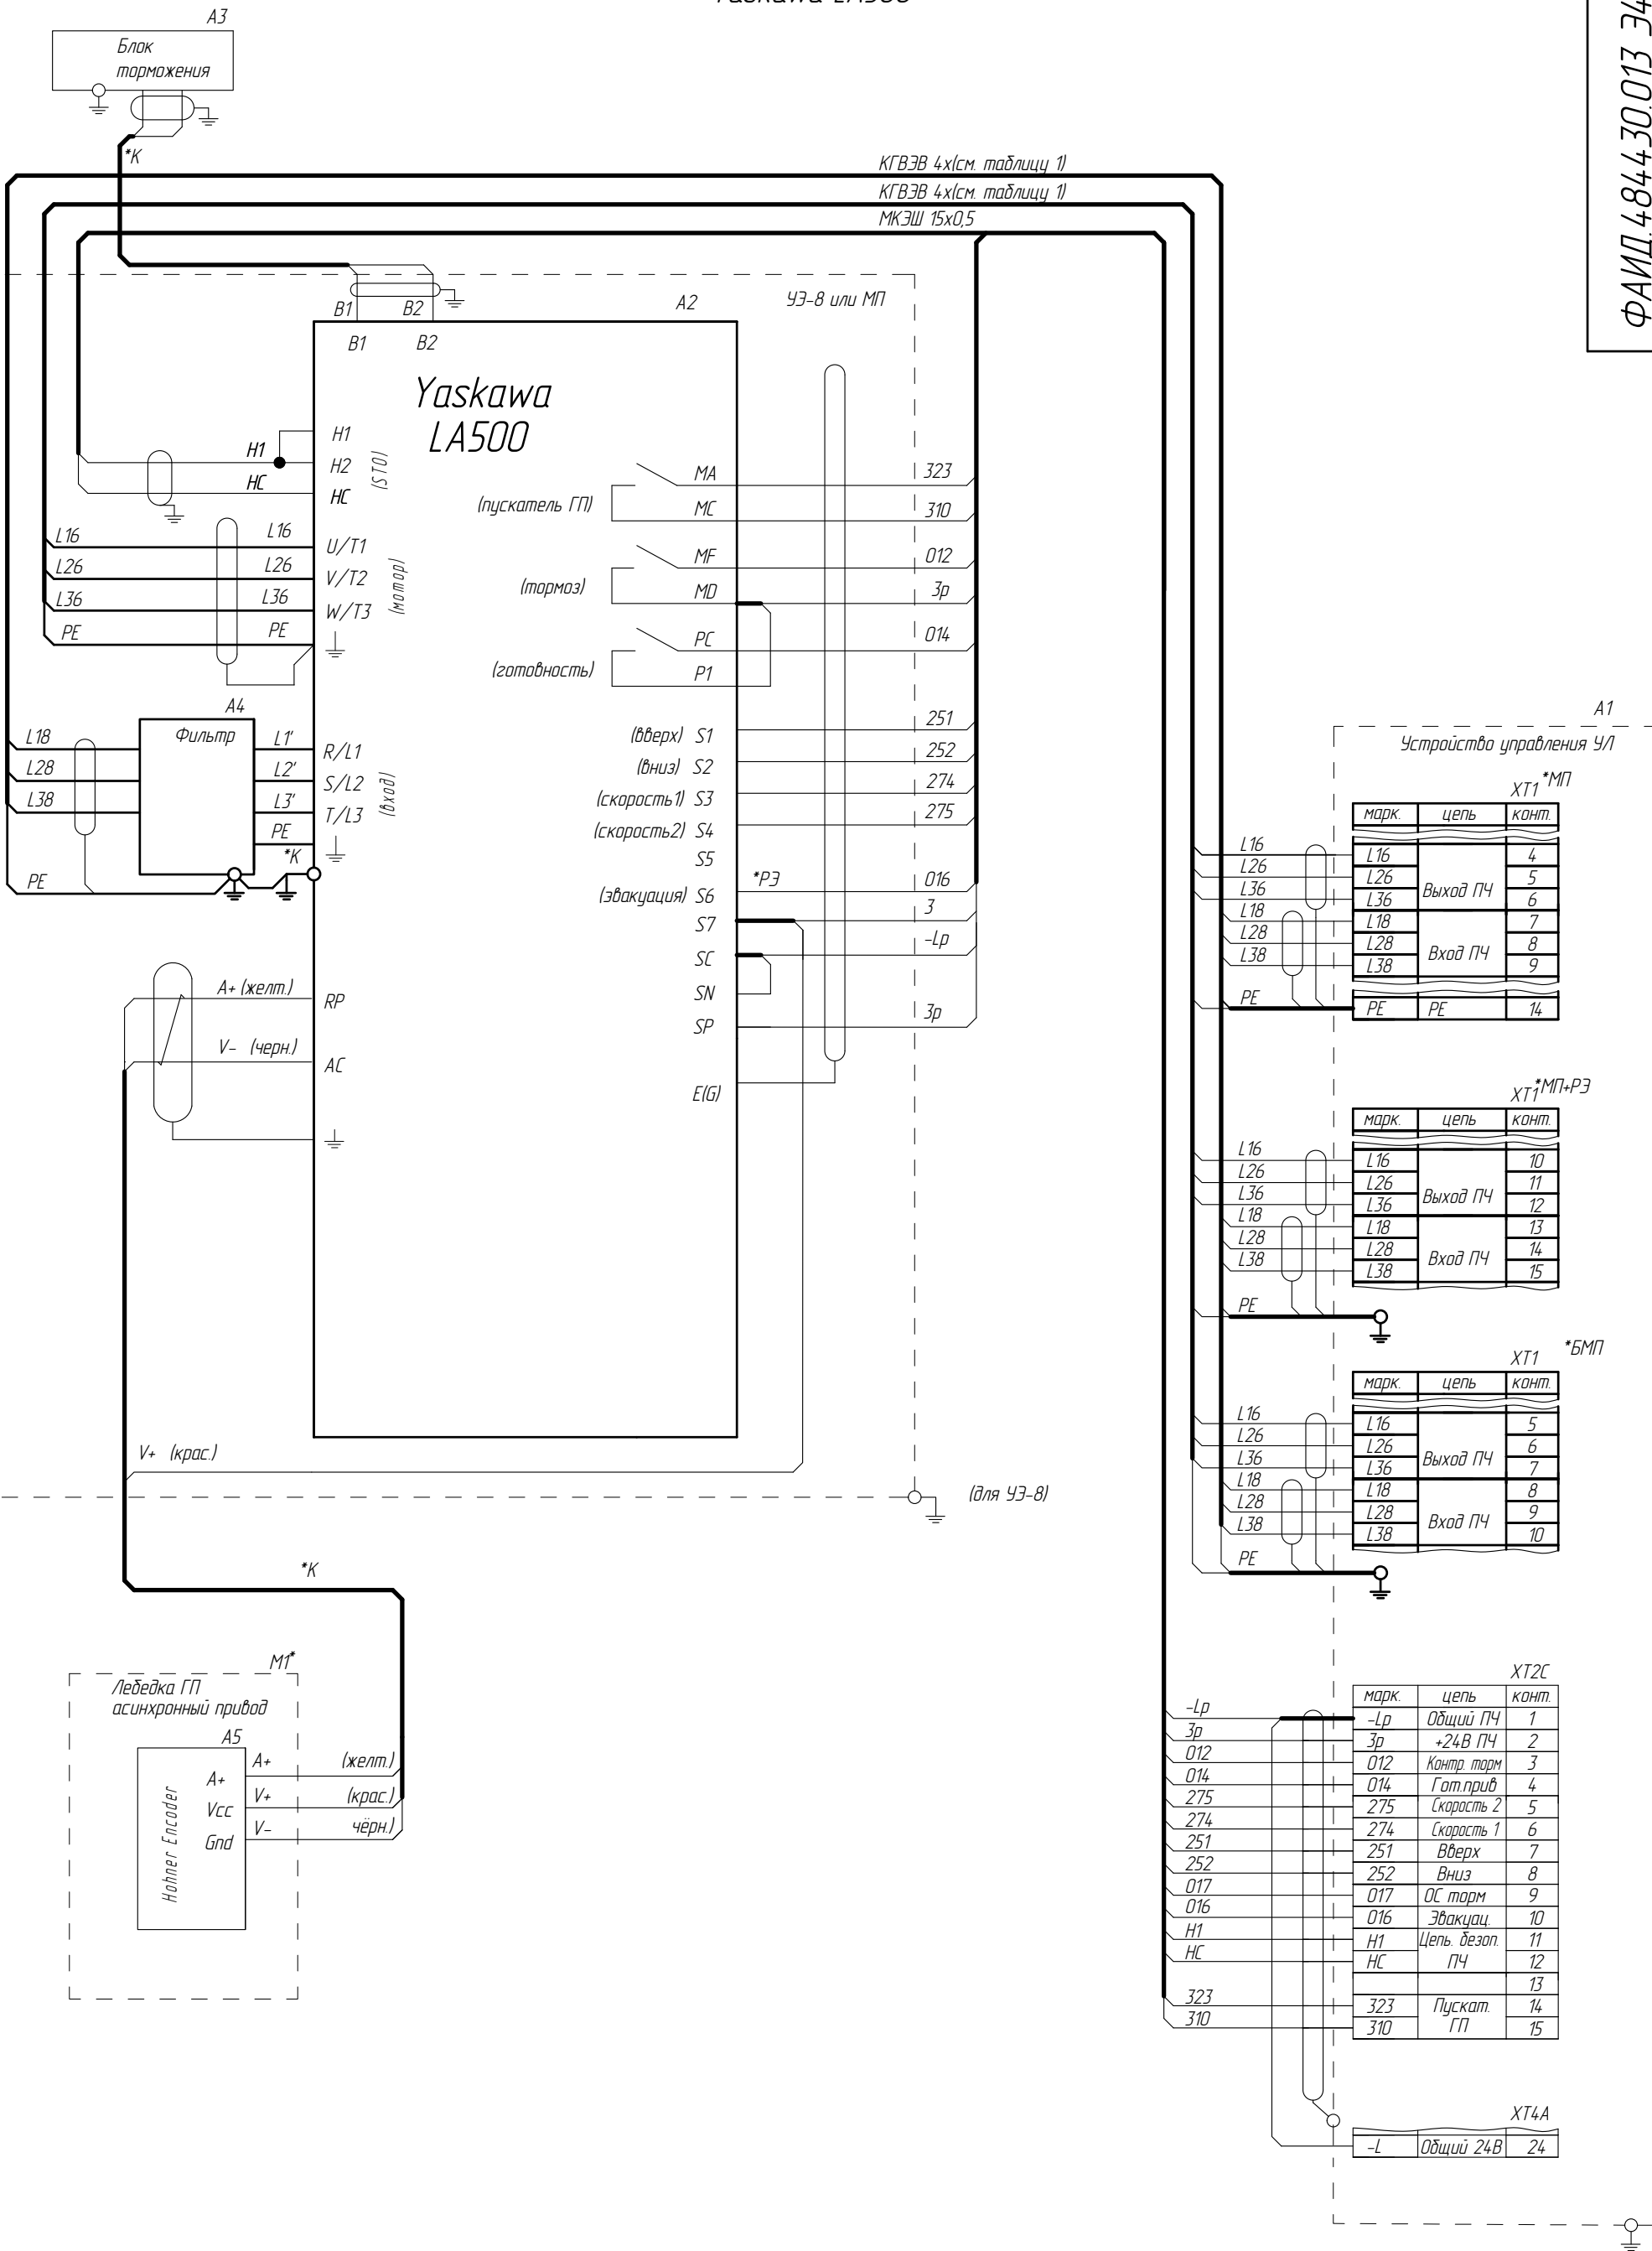 A3
Блок
торможения
*К
КГВЭВ 4х(см. таблицу 1)
КГВЭВ 4х(см. таблицу 1)
МКЭШ 15х0,5
ФАИД.484430.013 Э4
B1
B2
A2
УЭ-8 или МП
B1
B2
Yaskawa
LA500
H1
H1
H2
HC
HC
(STO)
L16
L16
U/T1
L26
L26
V/T2
L36
L36
W/T3
PE
PE
(мотор)
(пускатель ГП)
MA
323
MC
310
(тормоз)
MF
012
MD
3р
(готовность)
PC
014
P1
A4
Фильтр
L18
L1'
R/L1
L28
L2'
S/L2
L38
L3'
T/L3
PE
(вход)
*К
PE
(вверх) S1
251
(вниз) S2
252
(скорость1) S3
274
(скорость2) S4
275
S5
(эвакуация) S6
*РЭ
016
S7
3
SC
-Lp
SN
SP
3р
E(G)
A+ (желт.)
RP
V- (черн.)
AC
V+ (крас.)
(для УЭ-8)
*К
M1*
Лебедка ГП
асинхронный привод
A5
Hohner Encoder
A+
A+
(желт.)
Vcc
V+
(крас.)
Gnd
V-
чёрн.)
A1
Устройство управления УЛ
XT1 *МП
марк. цепь конт.
L16 L16 4
L26 L26 5
L36 L36 6
Выход ПЧ
L18 L18 7
L28 L28 8
L38 L38 9
Вход ПЧ
PE PE PE 14
XT1 *МП+РЭ
марк. цепь конт.
L16 L16 10
L26 L26 11
L36 L36 12
Выход ПЧ
L18 L18 13
L28 L28 14
L38 L38 15
Вход ПЧ
PE
XT1 *БМП
марк. цепь конт.
L16 L16 5
L26 L26 6
L36 L36 7
Выход ПЧ
L18 L18 8
L28 L28 9
L38 L38 10
Вход ПЧ
PE
XT2C
марк. цепь конт.
-Lp -Lp Общий ПЧ 1
3р 3р +24В ПЧ 2
012 012 Контр. торм 3
014 014 Гот.прив 4
275 275 Скорость 2 5
274 274 Скорость 1 6
251 251 Вверх 7
252 252 Вниз 8
017 017 ОС торм 9
016 016 Эвакуац. 10
H1 H1 Цепь. безоп. 11
HC HC ПЧ 12
13
323 323 Пускат. 14
310 310 ГП 15
XT4A
-L Общий 24В 24